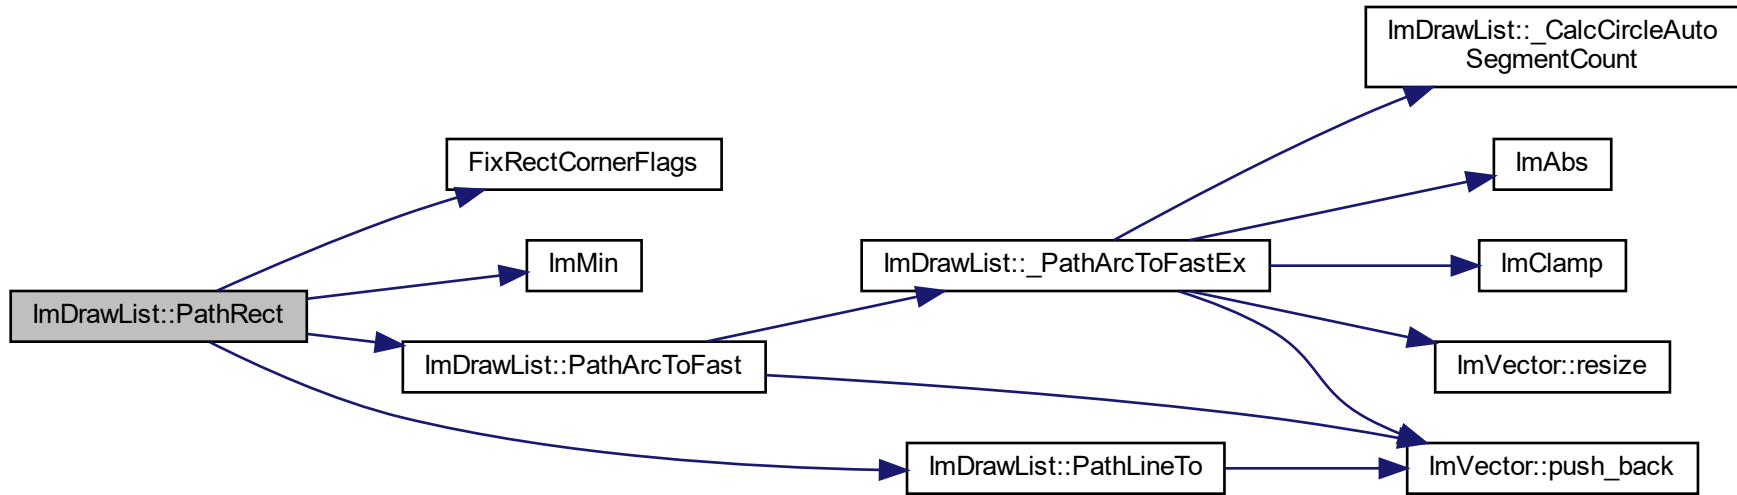 ImDrawList::_CalcCircleAuto
SegmentCount
FixRectCornerFlags
ImAbs
ImMin
ImDrawList::_PathArcToFastEx
ImClamp
ImDrawList::PathRect
ImDrawList::PathArcToFast
ImVector::resize
ImDrawList::PathLineTo
ImVector::push_back